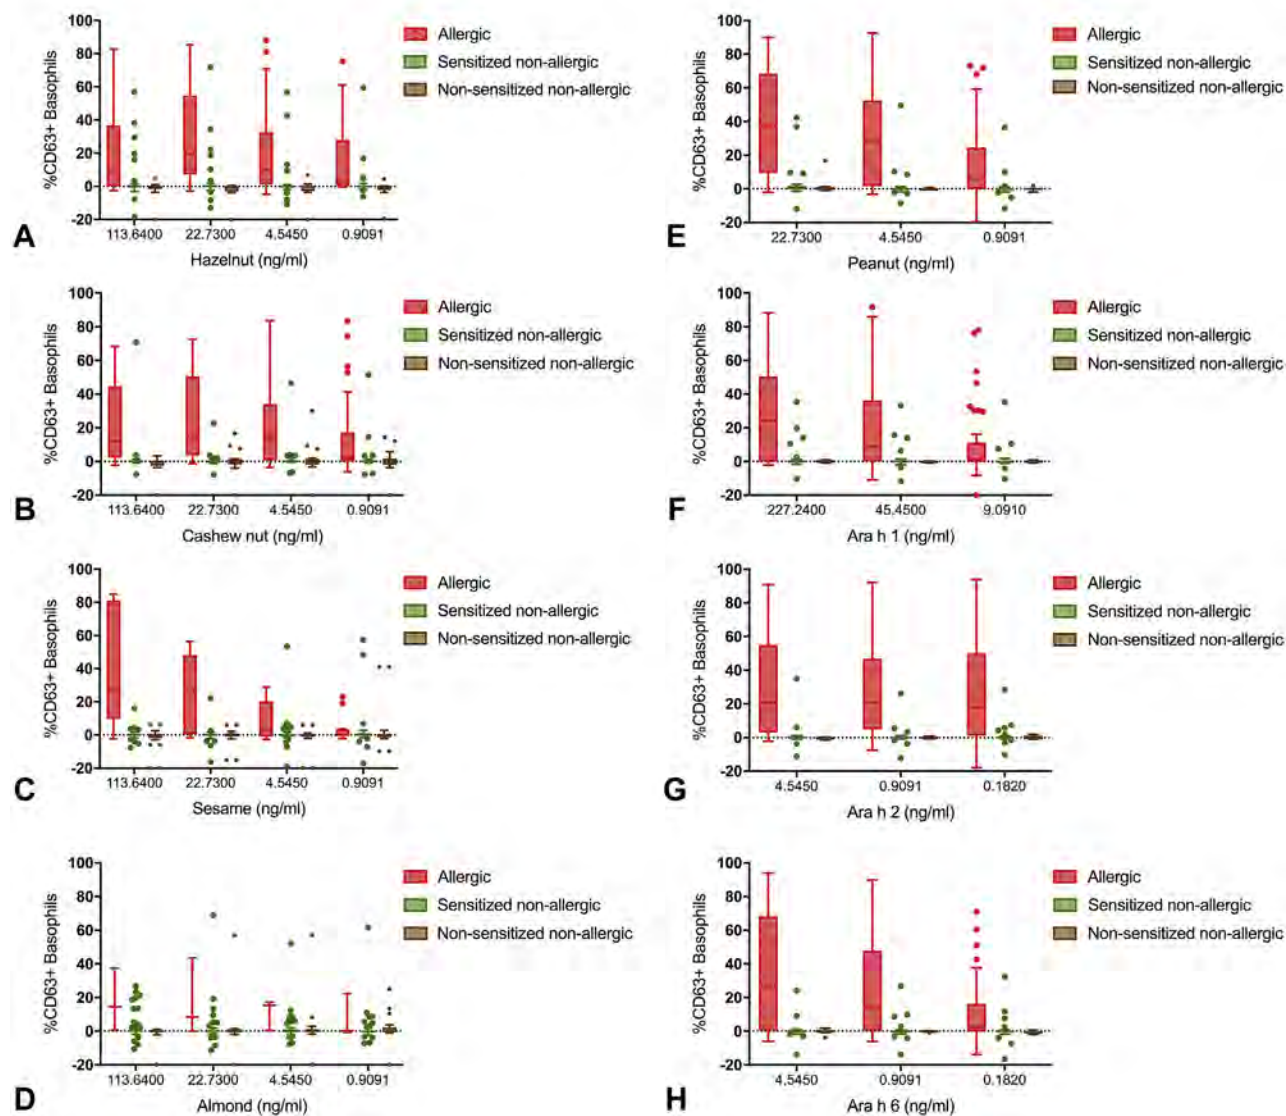 %CD63+ Basophils
100
80
60
40
20
0
-20
113.6400 22.7300 4.5450 0.9091
Hazelnut (ng/ml)
Allergic
Sensitized non-allergic
Non-sensitized non-allergic
A
%CD63+ Basophils
100
80
60
40
20
0
-20
113.6400 22.7300 4.5450 0.9091
Cashew nut (ng/ml)
Allergic
Sensitized non-allergic
Non-sensitized non-allergic
B
%CD63+ Basophils
100
80
60
40
20
0
-20
113.6400 22.7300 4.5450 0.9091
Sesame (ng/ml)
Allergic
Sensitized non-allergic
Non-sensitized non-allergic
C
%CD63+ Basophils
100
80
60
40
20
0
-20
113.6400 22.7300 4.5450 0.9091
Almond (ng/ml)
Allergic
Sensitized non-allergic
Non-sensitized non-allergic
D
%CD63+ Basophils
100
80
60
40
20
0
-20
22.7300 4.5450 0.9091
Peanut (ng/ml)
Allergic
Sensitized non-allergic
Non-sensitized non-allergic
E
%CD63+ Basophils
100
80
60
40
20
0
-20
227.2400 45.4500 9.0910
Ara h 1 (ng/ml)
Allergic
Sensitized non-allergic
Non-sensitized non-allergic
F
%CD63+ Basophils
100
80
60
40
20
0
-20
4.5450 0.9091 0.1820
Ara h 2 (ng/ml)
Allergic
Sensitized non-allergic
Non-sensitized non-allergic
G
%CD63+ Basophils
100
80
60
40
20
0
-20
4.5450 0.9091 0.1820
Ara h 6 (ng/ml)
Allergic
Sensitized non-allergic
Non-sensitized non-allergic
H